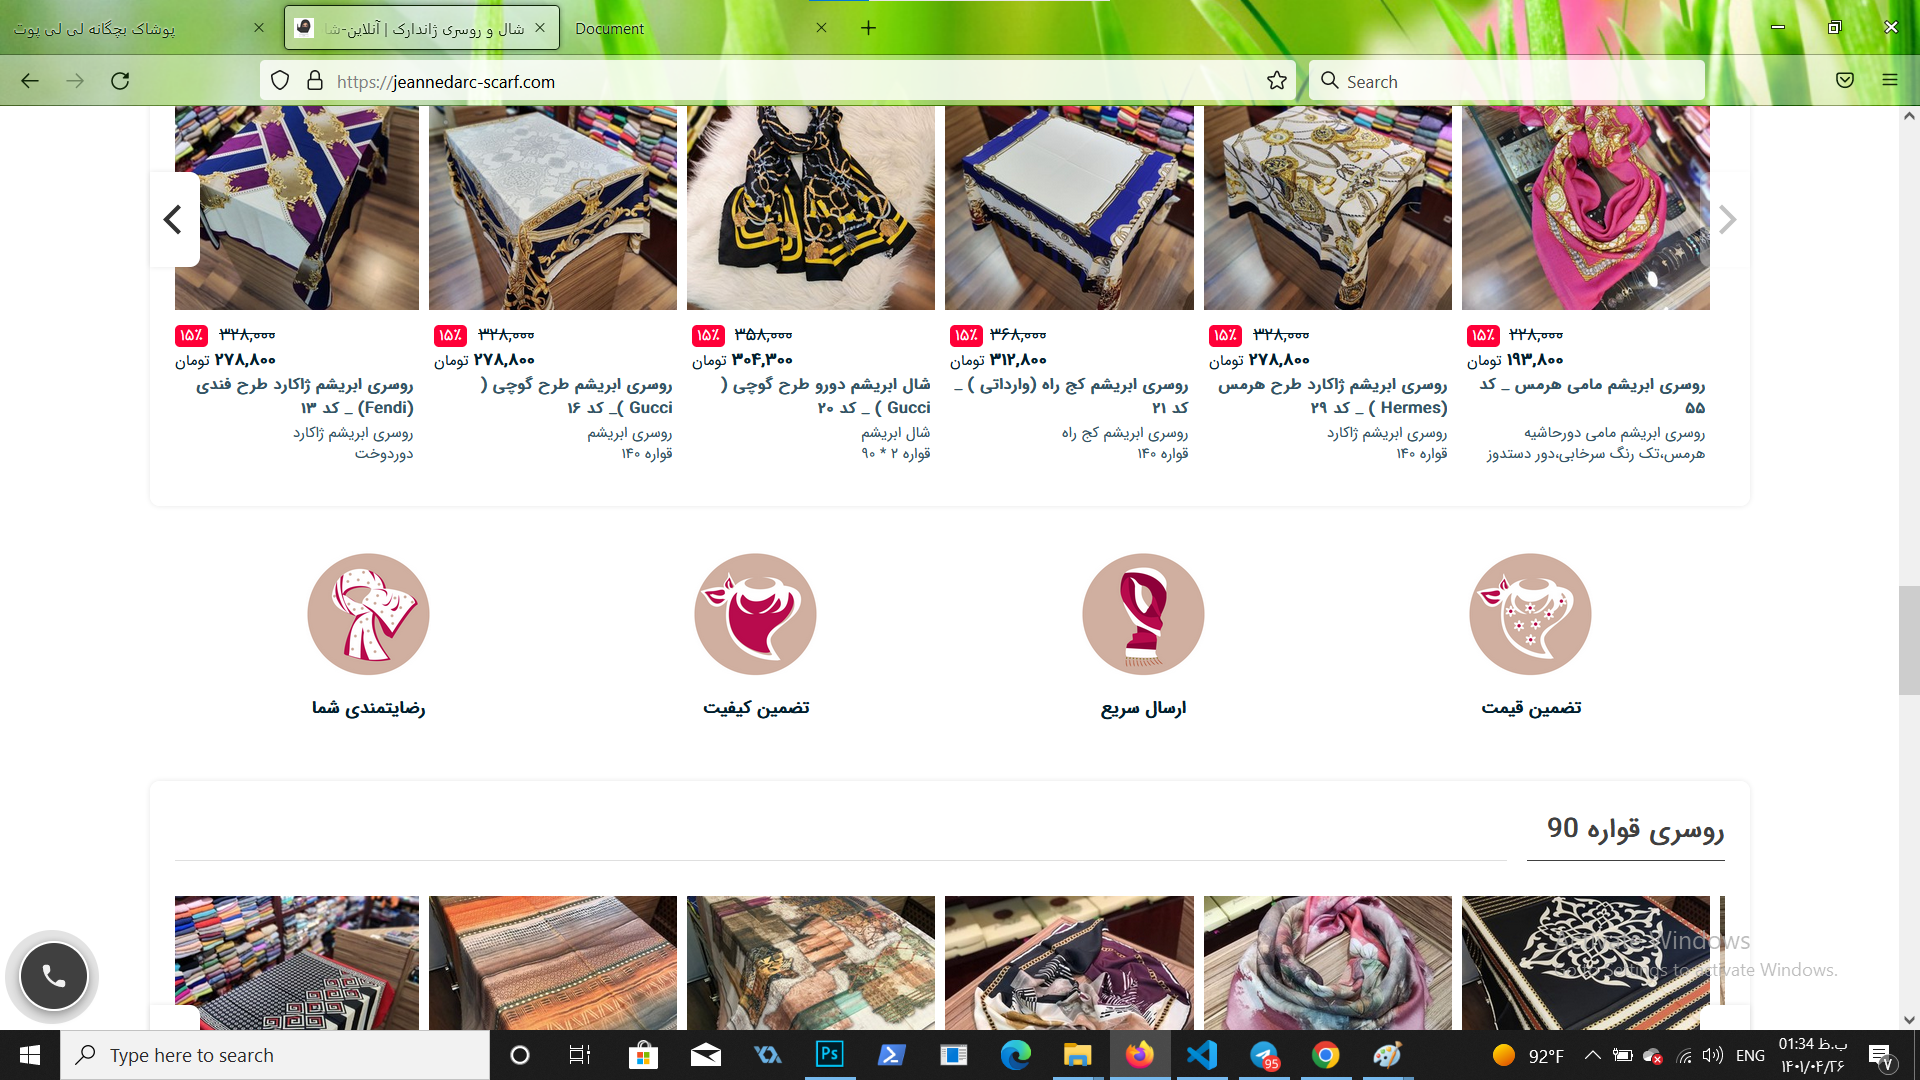 پوشاک بچگانه لی لی پوت
شال و روسری ژاندارک | آنلاین-شا
Document
https://jeannedarc-scarf.com
Search
۱۵٪ ۲۲۸,۰۰۰
۱۹۳,۸۰۰ تومان
روسری ابریشم مامی هرمس _ کد
۵۵
روسری ابریشم مامی دورحاشیه
هرمس،تک رنگ سرخابی،دور دستدوز
۱۵٪ ۳۲۸,۰۰۰
۲۷۸,۸۰۰ تومان
روسری ابریشم ژاکارد طرح هرمس
(Hermes ) _ کد ۲۹
روسری ابریشم ژاکارد
قواره ۱۴۰
۱۵٪ ۳۶۸,۰۰۰
۳۱۲,۸۰۰ تومان
روسری ابریشم کج راه (وارداتی ) _
کد ۲۱
روسری ابریشم کج راه
قواره ۱۴۰
۱۵٪ ۳۵۸,۰۰۰
۳۰۴,۳۰۰ تومان
شال ابریشم دورو طرح گوچی (
Gucci ) _ کد ۲۰
شال ابریشم
قواره ۲ * ۹۰
۱۵٪ ۳۲۸,۰۰۰
۲۷۸,۸۰۰ تومان
روسری ابریشم طرح گوچی (
Gucci )_ کد ۱۶
روسری ابریشم
قواره ۱۴۰
۱۵٪ ۳۲۸,۰۰۰
۲۷۸,۸۰۰ تومان
روسری ابریشم ژاکارد طرح فندی
(Fendi) _ کد ۱۳
روسری ابریشم ژاکارد
دوردوخت
تضمین قیمت
ارسال سریع
تضمین کیفیت
رضایتمندی شما
روسری قواره 90
Activate Windows
Go to Settings to activate Windows.
Type here to search
Ps
95
92°F
ENG
01:34 ب.ظ
۱۴۰۱/۰۴/۲۶